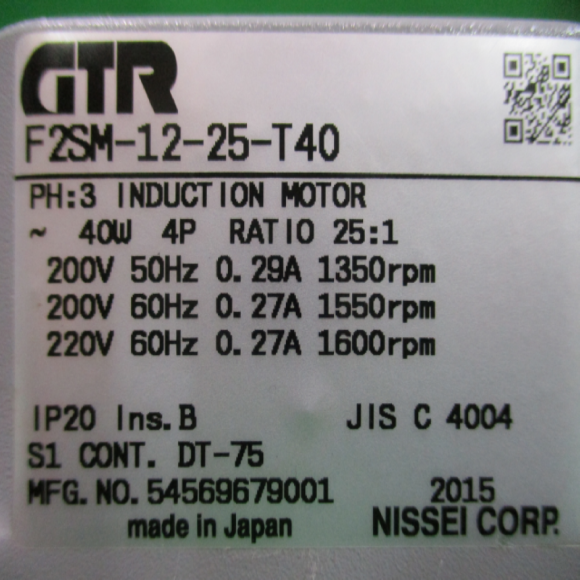 GTR
F2SM-12-25-T40
PH:3 INDUCTION MOTOR
~ 40W 4P RATIO 25:1
200V 50Hz 0.29A 1350rpm
200V 60Hz 0.27A 1550rpm
220V 60Hz 0.27A 1600rpm
IP20 Ins.B JIS C 4004
S1 CONT. DT-75
MFG.NO.54569679001 2015
made in Japan NISSEI CORP.